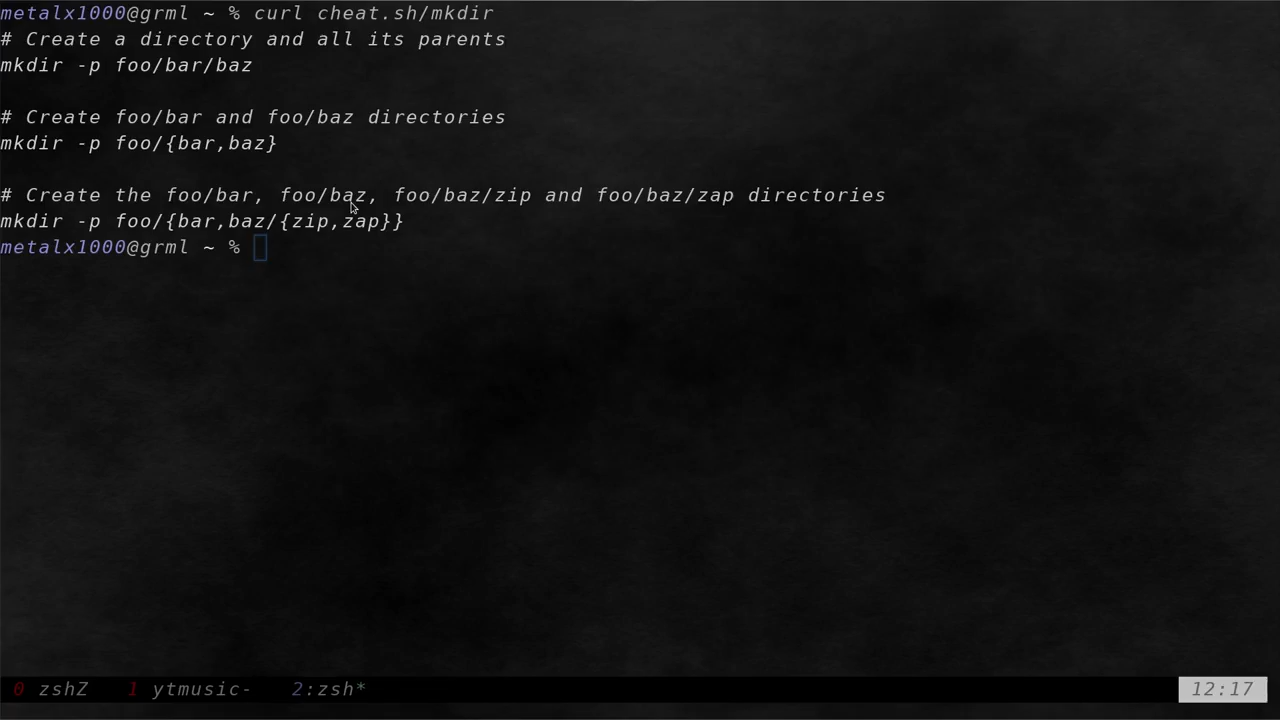 metalx1000@grml ~ % curl cheat.sh/mkdir
# Create a directory and all its parents
mkdir -p foo/bar/baz
# Create foo/bar and foo/baz directories
mkdir -p foo/{bar,baz}
# Create the foo/bar, foo/baz, foo/baz/zip and foo/baz/zap directories
mkdir -p foo/{bar,baz/{zip,zap}}
metalx1000@grml ~ %
0 zshZ 1 ytmusic- 2:zsh* 12:17